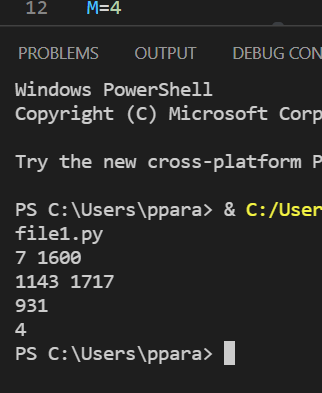 12 M=4
PROBLEMS OUTPUT DEBUG CON
Windows PowerShell
Copyright (C) Microsoft Corp
Try the new cross-platform P
PS C:\Users\ppara> & C:/User
file1.py
7 1600
1143 1717
931
4
PS C:\Users\ppara>